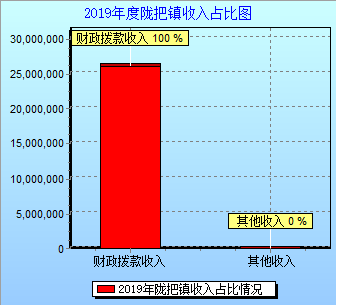 2019年度陇把镇收入占比图
30,000,000
25,000,000
20,000,000
15,000,000
10,000,000
5,000,000
0
财政拨款收入 100 %
其他收入 0 %
财政拨款收入
其他收入
2019年陇把镇收入占比情况